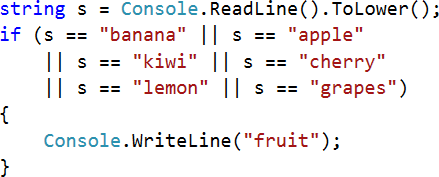 string s = Console.ReadLine().ToLower();
if (s == "banana" || s == "apple"
    || s == "kiwi" || s == "cherry"
    || s == "lemon" || s == "grapes")
{
    Console.WriteLine("fruit");
}